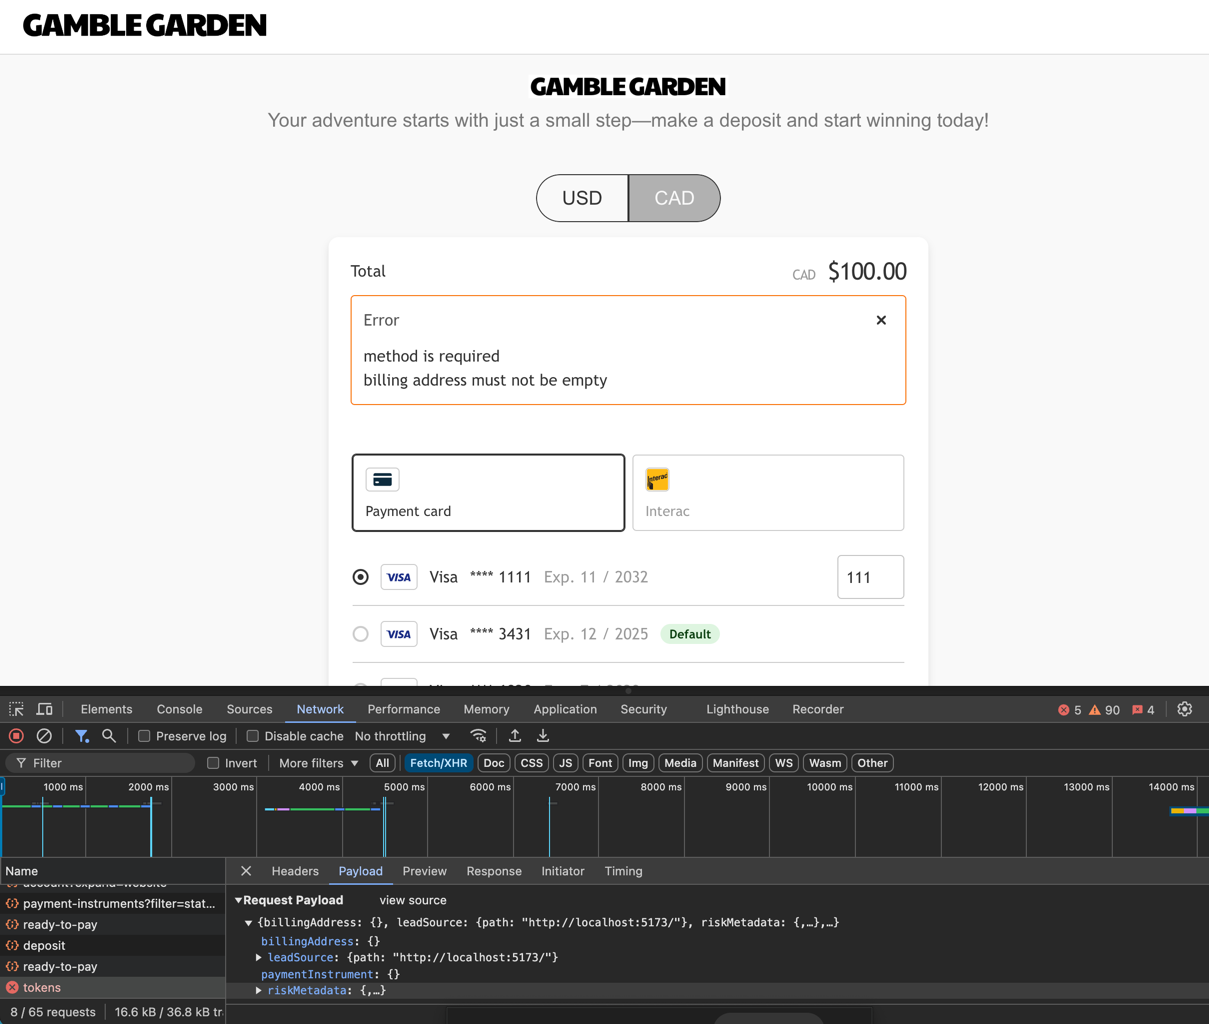 GAMBLE GARDEN
GAMBLE GARDEN
Your adventure starts with just a small step—make a deposit and start winning today!
USD CAD
Total CAD $100.00
Error
method is required
billing address must not be empty
Interac
Payment card Interac
VISA Visa **** 1111 Exp. 11 / 2032 111
VISA Visa **** 3431 Exp. 12 / 2025 Default
Elements Console Sources Network Performance Memory Application Security Lighthouse Recorder 5 90 4
Preserve log Disable cache No throttling
Filter Invert More filters All Fetch/XHR Doc CSS JS Font Img Media Manifest WS Wasm Other
1000 ms 2000 ms 3000 ms 4000 ms 5000 ms 6000 ms 7000 ms 8000 ms 9000 ms 10000 ms 11000 ms 12000 ms 13000 ms 14000 ms
Name Headers Payload Preview Response Initiator Timing
account?expand=website
payment-instruments?filter=stat...
ready-to-pay
deposit
ready-to-pay
tokens
8 / 65 requests 16.6 kB / 36.8 kB tr
Request Payload view source
{billingAddress: {}, leadSource: {path: "http://localhost:5173/"}, riskMetadata: {,…},…}
billingAddress: {}
leadSource: {path: "http://localhost:5173/"}
paymentInstrument: {}
riskMetadata: {,…}